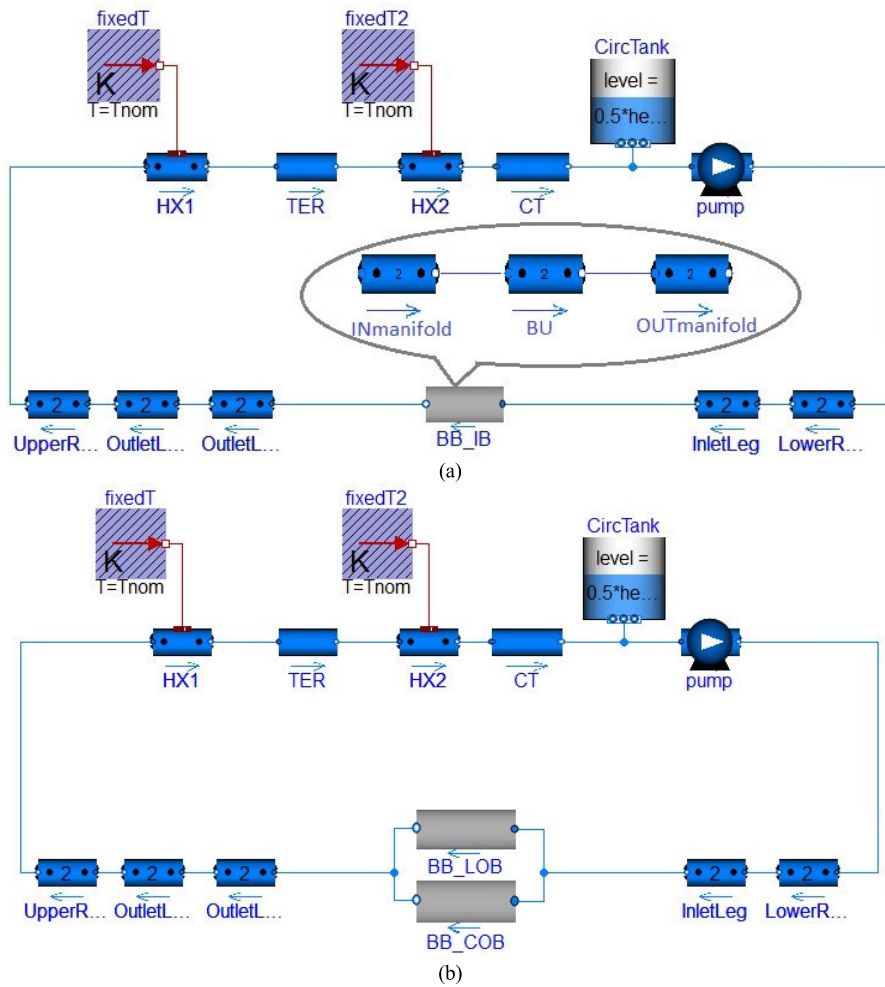 fixedT
fixedT2
CircTank
K
K
level =
0.5*he...
T=Tnom
T=Tnom
HX1
TER
HX2
CT
pump
2
2
2
INmanifold
BU
OUTmanifold
2
2
2
2
2
UpperR...
OutletL...
OutletL...
BB_IB
InletLeg
LowerR...
(a)
fixedT
fixedT2
CircTank
K
K
level =
0.5*he...
T=Tnom
T=Tnom
HX1
TER
HX2
CT
pump
BB_LOB
2
2
2
2
2
UpperR...
OutletL...
OutletL...
BB_COB
InletLeg
LowerR...
(b)